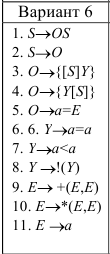 Вариант 6
1. S→OS
2. S→O
3. O→{[S]Y}
4. O→{Y[S]}
5. O→a=E
6. 6. Y→a=a
7. Y→a<a
8. Y →!(Y)
9. E→ +(E,E)
10. E→*(E,E)
11. E →a